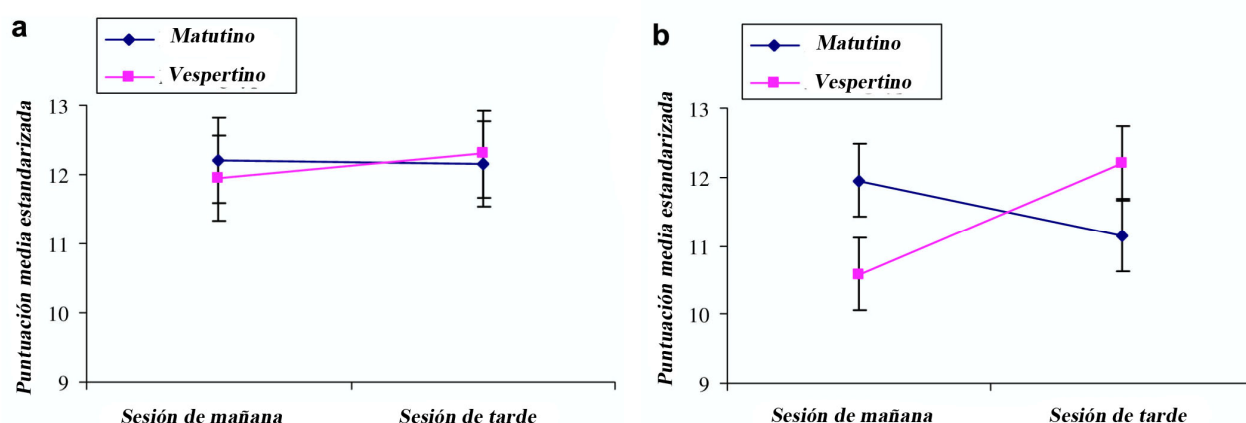 a
Matutino
Vespertino
Puntuación media estandarizada
13
12
11
10
9
Sesión de mañana
Sesión de tarde
b
Matutino
Vespertino
Puntuación media estandarizada
13
12
11
10
9
Sesión de mañana
Sesión de tarde